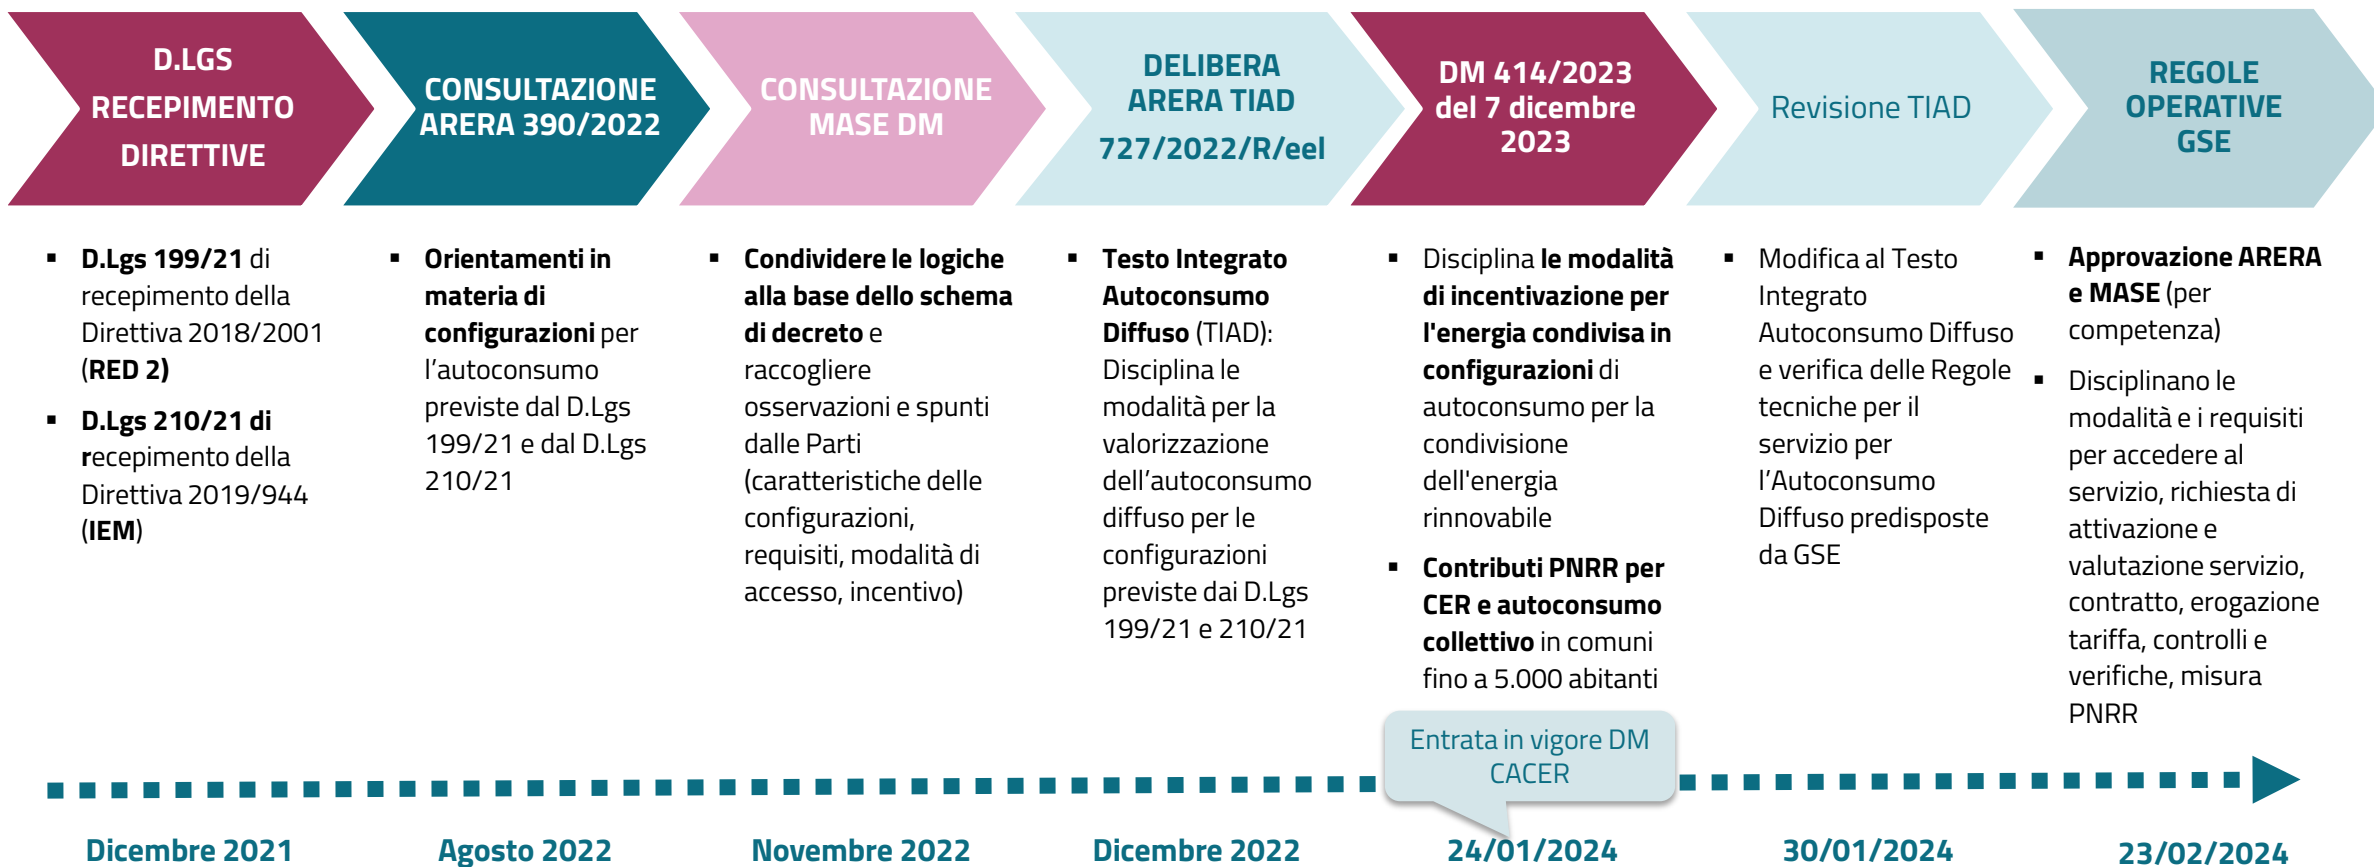 D.LGS
RECEPIMENTO
DIRETTIVE
CONSULTAZIONE
ARERA 390/2022
CONSULTAZIONE
MASE DM
DELIBERA
ARERA TIAD
727/2022/R/eel
DM 414/2023
del 7 dicembre
2023
Revisione TIAD
REGOLE
OPERATIVE
GSE
▪ D.Lgs 199/21 di
recepimento della
Direttiva 2018/2001
(RED 2)
▪ D.Lgs 210/21 di
recepimento della
Direttiva 2019/944
(IEM)
▪ Orientamenti in
materia di
configurazioni per
l’autoconsumo
previste dal D.Lgs
199/21 e dal D.Lgs
210/21
▪ Condividere le logiche
alla base dello schema
di decreto e
raccogliere
osservazioni e spunti
dalle Parti
(caratteristiche delle
configurazioni,
requisiti, modalità di
accesso, incentivo)
▪ Testo Integrato
Autoconsumo
Diffuso (TIAD):
Disciplina le
modalità per la
valorizzazione
dell’autoconsumo
diffuso per le
configurazioni
previste dai D.Lgs
199/21 e 210/21
▪ Disciplina le modalità
di incentivazione per
l'energia condivisa in
configurazioni di
autoconsumo per la
condivisione
dell'energia
rinnovabile
▪ Contributi PNRR per
CER e autoconsumo
collettivo in comuni
fino a 5.000 abitanti
▪ Modifica al Testo
Integrato
Autoconsumo Diffuso
e verifica delle Regole
tecniche per il
servizio per
l’Autoconsumo
Diffuso predisposte
da GSE
▪ Approvazione ARERA
e MASE (per
competenza)
▪ Disciplinano le
modalità e i requisiti
per accedere al
servizio, richiesta di
attivazione e
valutazione servizio,
contratto, erogazione
tariffa, controlli e
verifiche, misura
PNRR
Entrata in vigore DM
CACER
Dicembre 2021
Agosto 2022
Novembre 2022
Dicembre 2022
24/01/2024
30/01/2024
23/02/2024